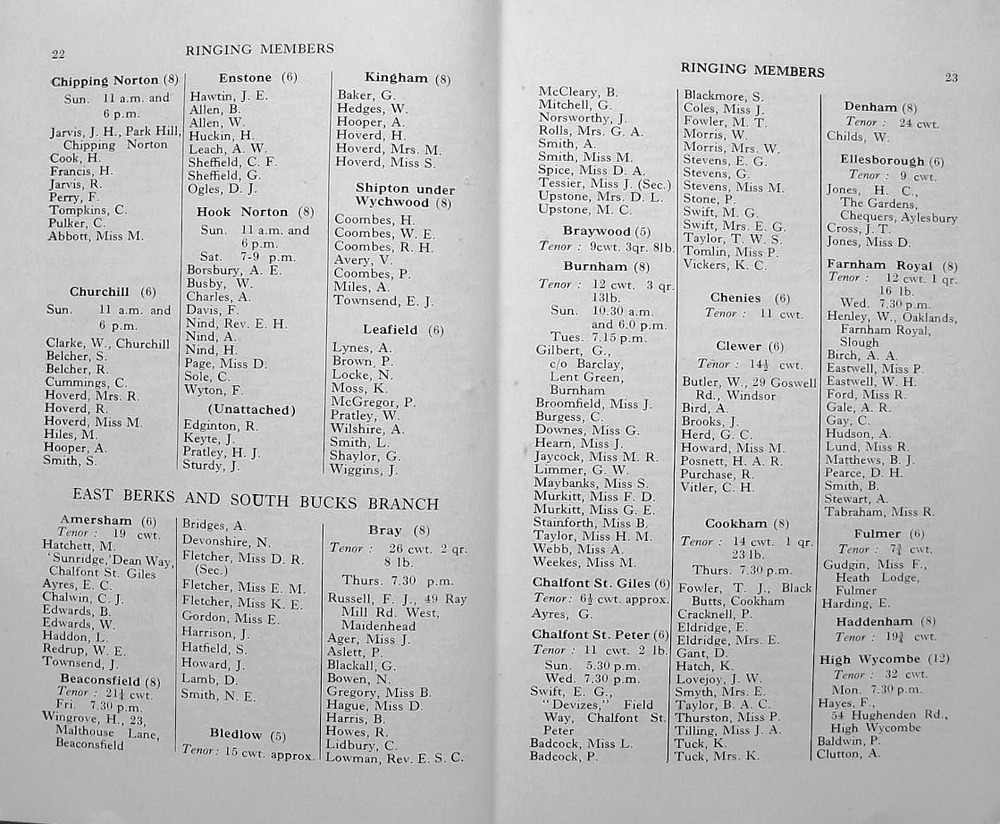 22
RINGING MEMBERS
Chipping Norton (8)
Sun. 11 a.m. and
6 p.m.
Jarvis, J. H., Park Hill,
Chipping Norton
Cook, H.
Francis, H.
Jarvis, R.
Perry, F.
Tompkins, C.
Pulker, C.
Abbott, Miss M.
Churchill (6)
Sun. 11 a.m. and
6 p.m.
Clarke, W., Churchill
Belcher, S.
Belcher, R.
Cummings, C.
Hoverd, Mrs. R.
Hoverd, R.
Hoverd, Miss M.
Hiles, M.
Hooper, A.
Smith, S.
Enstone (6)
Hawtin, J. E.
Allen, B.
Allen, W.
Huckin, H.
Leach, A. W.
Sheffield, C. F.
Sheffield, G.
Ogles, D. J.
Hook Norton (8)
Sun. 11 a.m. and
6 p.m.
Sat. 7-9 p.m.
Borsbury, A. E.
Busby, W.
Charles, A.
Davis, F.
Nind, Rev. E. H.
Nind, A.
Nind, H.
Page, Miss D.
Sole, C.
Wyton, F.
(Unattached)
Edginton, R.
Keyte, J.
Pratley, H. J.
Sturdy, J.
Kingham (8)
Baker, G.
Hedges, W.
Hooper, A.
Hoverd, H.
Hoverd, Mrs. M.
Hoverd, Miss S.
Shipton under
Wychwood (8)
Coombes, H.
Coombes, W. E.
Coombes, R. H.
Avery, V.
Coombes, P.
Miles, A.
Townsend, E. J.
Leafield (6)
Lynes, A.
Brown, P.
Locke, N.
Moss, K.
McGregor, P.
Pratley, W.
Wilshire, A.
Smith, L.
Shaylor, G.
Wiggins, J.
EAST BERKS AND SOUTH BUCKS BRANCH
Amersham (6)
Tenor : 19 cwt.
Hatchett, M.
'Sunridge,' Dean Way,
Chalfont St. Giles
Ayres, E. C.
Chalwin, C. J.
Edwards, B.
Edwards, W.
Haddon, L.
Redrup, W. E.
Townsend, J.
Beaconsfield (8)
Tenor : 21¼ cwt.
Fri. 7.30 p.m.
Wingrove, H., 23,
Malthouse Lane,
Beaconsfield
Bridges, A.
Devonshire, N.
Fletcher, Miss D. R.
(Sec.)
Fletcher, Miss E. M.
Fletcher, Miss K. E.
Gordon, Miss E.
Harrison, J.
Hatfield, S.
Howard, J.
Lamb, D.
Smith, N. E.
Bledlow (5)
Tenor : 15 cwt. approx.
Bray (8)
Tenor : 26 cwt. 2 qr.
8 lb.
Thurs. 7.30 p.m.
Russell, F. J., 49 Ray
Mill Rd. West,
Maidenhead
Ager, Miss J.
Aslett, P.
Blackall, G.
Bowen, N.
Gregory, Miss B.
Hague, Miss D.
Harris, B.
Howes, R.
Lidbury, C.
Lowman, Rev. E. S. C.
RINGING MEMBERS
23
McCleary, B.
Mitchell, G.
Norsworthy, J.
Rolls, Mrs. G. A.
Smith, A.
Smith, Miss M.
Spice, Miss D. A.
Tessier, Miss J. (Sec.)
Upstone, Mrs. D. L.
Upstone, M. C.
Braywood (5)
Tenor : 9cwt. 3qr. 8lb.
Burnham (8)
Tenor : 12 cwt. 3 qr.
13lb.
Sun. 10.30 a.m.
and 6.0 p.m.
Tues. 7.15 p.m.
Gilbert, G.,
c/o Barclay,
Lent Green,
Burnham
Broomfield, Miss J.
Burgess, C.
Downes, Miss G.
Hearn, Miss J.
Jaycock, Miss M. R.
Limmer, G. W.
Maybanks, Miss S.
Murkitt, Miss F. D.
Murkitt, Miss G. E.
Stainforth, Miss B.
Taylor, Miss H. M.
Webb, Miss A.
Weekes, Miss M.
Chalfont St. Giles (6)
Tenor: 6½ cwt. approx.
Ayres, G.
Chalfont St. Peter (6)
Tenor : 11 cwt. 2 lb.
Sun. 5.30 p.m.
Wed. 7.30 p.m.
Swift, E. G.,
"Devizes," Field
Way, Chalfont St.
Peter
Badcock, Miss L.
Badcock, P.
Blackmore, S.
Coles, Miss J.
Fowler, M. T.
Morris, W.
Morris, Mrs. W.
Stevens, E. G.
Stevens, G.
Stevens, Miss M.
Stone, P.
Swift, M. G.
Swift, Mrs. E. G.
Taylor, T. W. S.
Tomlin, Miss P.
Vickers, K. C.
Chenies (6)
Tenor : 11 cwt.
Clewer (6)
Tenor : 14½ cwt.
Butler, W., 29 Goswell
Rd., Windsor
Bird, A.
Brooks, J.
Herd, G. C.
Howard, Miss M.
Posnett, H. A. R.
Purchase, R.
Vitler, C. H.
Cookham (8)
Tenor : 14 cwt. 1 qr.
23 lb.
Thurs. 7.30 p.m.
Fowler, T. J., Black
Butts, Cookham
Cracknell, P.
Eldridge, E.
Eldridge, Mrs. E.
Gant, D.
Hatch, K.
Lovejoy, J. W.
Smyth, Mrs. E.
Taylor, B. A. C.
Thurston, Miss P.
Tilling, Miss J. A.
Tuck, K.
Tuck, Mrs. K.
Denham (8)
Tenor : 24 cwt.
Childs, W.
Ellesborough (6)
Tenor : 9 cwt.
Jones, H. C.,
The Gardens,
Chequers, Aylesbury
Cross, J. T.
Jones, Miss D.
Farnham Royal (8)
Tenor : 12 cwt. 1 qr.
16 lb.
Wed. 7.30 p.m.
Henley, W., Oaklands,
Farnham Royal,
Slough
Birch, A. A.
Eastwell, Miss P.
Eastwell, W. H.
Ford, Miss R.
Gale, A. R.
Gay, C.
Hudson, A.
Lund, Miss R.
Matthews, B. J.
Pearce, D. H.
Smith, B.
Stewart, A.
Tabraham, Miss R.
Fulmer (6)
Tenor : 7¾ cwt.
Gudgin, Miss F.,
Heath Lodge,
Fulmer
Harding, E.
Haddenham (8)
Tenor : 19¾ cwt.
High Wycombe (12)
Tenor : 32 cwt.
Mon. 7.30 p.m.
Hayes, F.,
54 Hughenden Rd.,
High Wycombe
Baldwin, P.
Clutton, A.